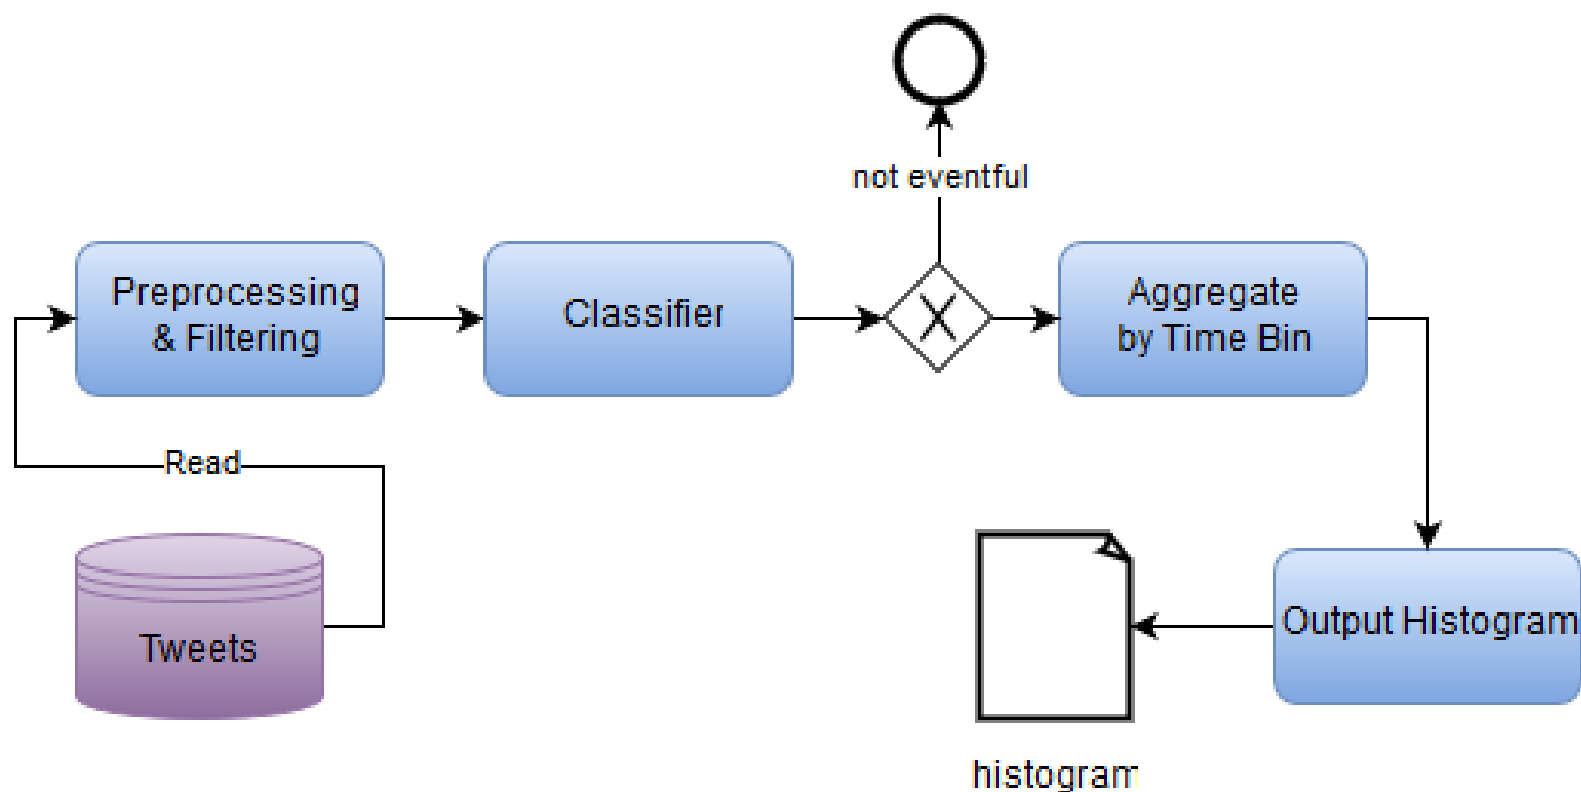 not eventful
Preprocessing
& Filtering
Classifier
X
Aggregate
by Time Bin
Read
Tweets
Output Histogram
histogram